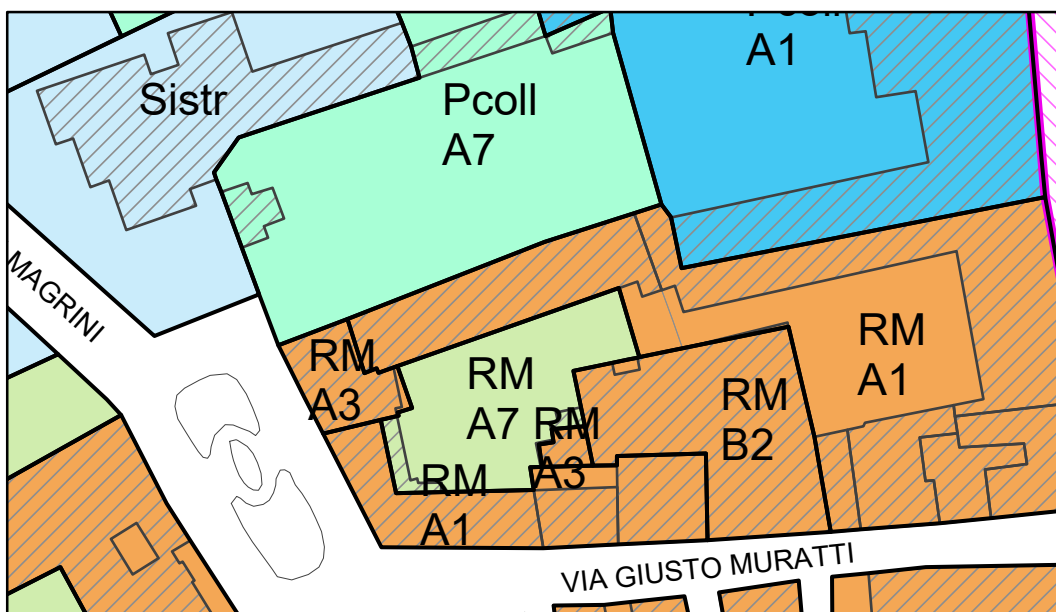 Pcoll
A1
Sistr
Pcoll
A7
MAGRINI
RM
A3
RM
A7
RM
A1
RM
B2
RM
A3
RM
A1
VIA GIUSTO MURATTI